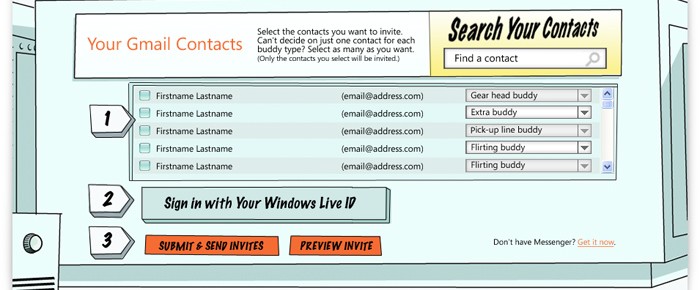 Your Gmail Contacts
Select the contacts you want to invite.
Can't decide on just one contact for each
buddy type? Select as many as you want.
(Only the contacts you select will be invited.)
Search Your Contacts
Find a contact
1
Firstname Lastname (email@address.com) Gear head buddy
Firstname Lastname (email@address.com) Extra buddy
Firstname Lastname (email@address.com) Pick-up line buddy
Firstname Lastname (email@address.com) Flirting buddy
Firstname Lastname (email@address.com) Flirting buddy
2
Sign in with Your Windows Live ID
3
SUBMIT & SEND INVITES
PREVIEW INVITE
Don't have Messenger? Get it now.